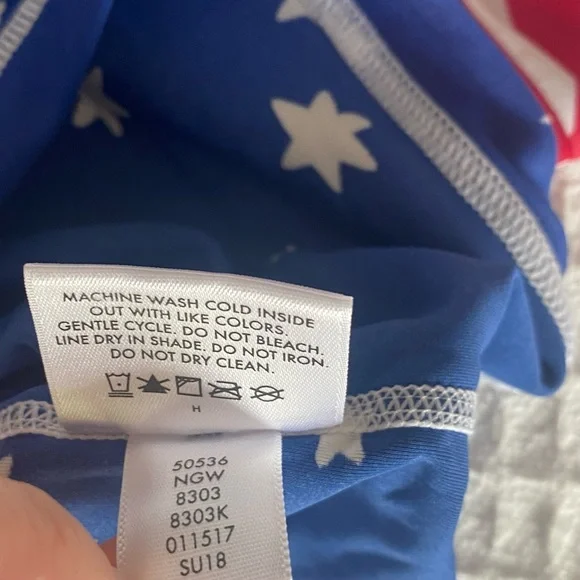 MACHINE WASH COLD INSIDE
OUT WITH LIKE COLORS.
GENTLE CYCLE. DO NOT BLEACH.
LINE DRY IN SHADE. DO NOT IRON.
DO NOT DRY CLEAN.
H
50536
NGW
8303
8303K
011517
SU18